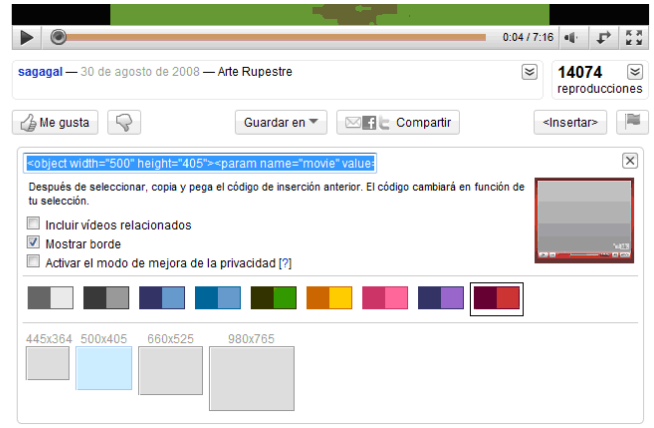 0:04 / 7:16
sagagal — 30 de agosto de 2008 — Arte Rupestre
14074
reproducciones
Me gusta
Guardar en
Compartir
<Insertar>
<object width="500" height="405"><param name="movie" value=
Después de seleccionar, copia y pega el código de inserción anterior. El código cambiará en función de
tu selección.
Incluir vídeos relacionados
Mostrar borde
Activar el modo de mejora de la privacidad [?]
445x364 500x405 660x525 980x765